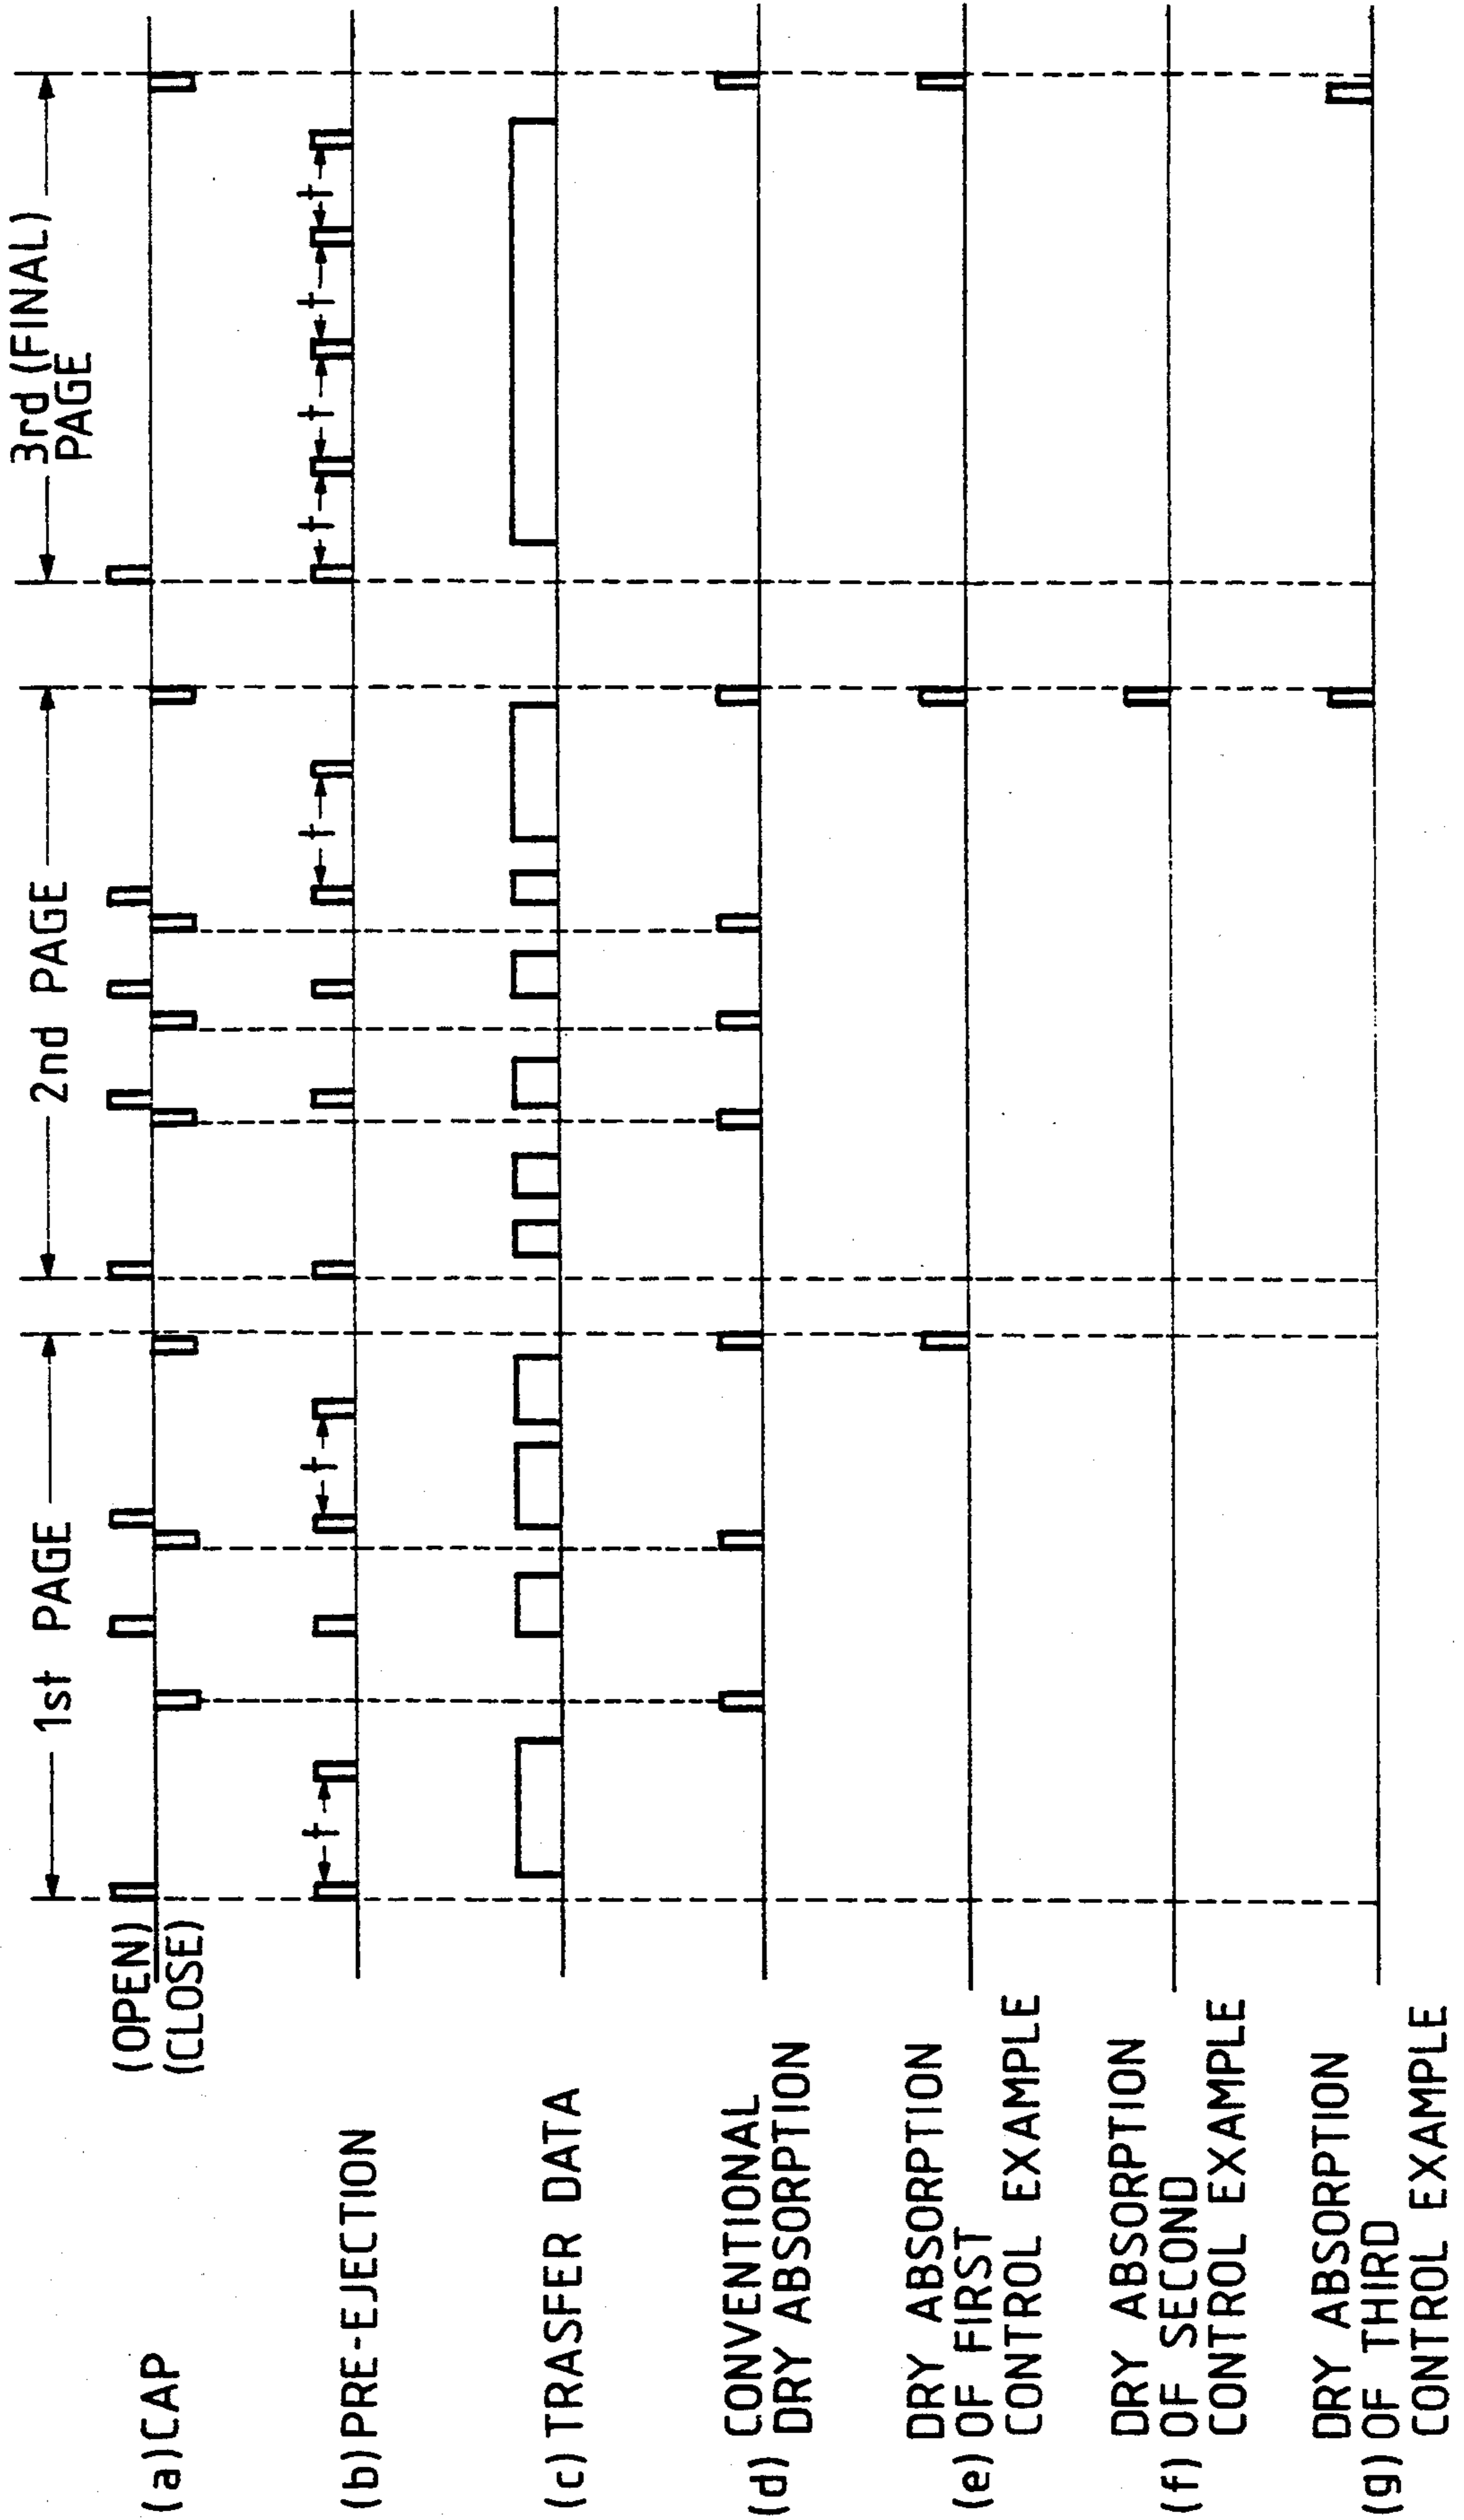 1st PAGE
2nd PAGE
3rd (FINAL)
PAGE
(a) CAP
(OPEN)
(CLOSE)
(b) PRE-EJECTION
t
t
t
t
t
t
t
(c) TRASFER DATA
CONVENTIONAL
(d) DRY ABSORPTION
DRY ABSORPTION
(e) OF FIRST
CONTROL EXAMPLE
DRY ABSORPTION
(f) OF SECOND
CONTROL EXAMPLE
DRY ABSORPTION
(g) OF THIRD
CONTROL EXAMPLE